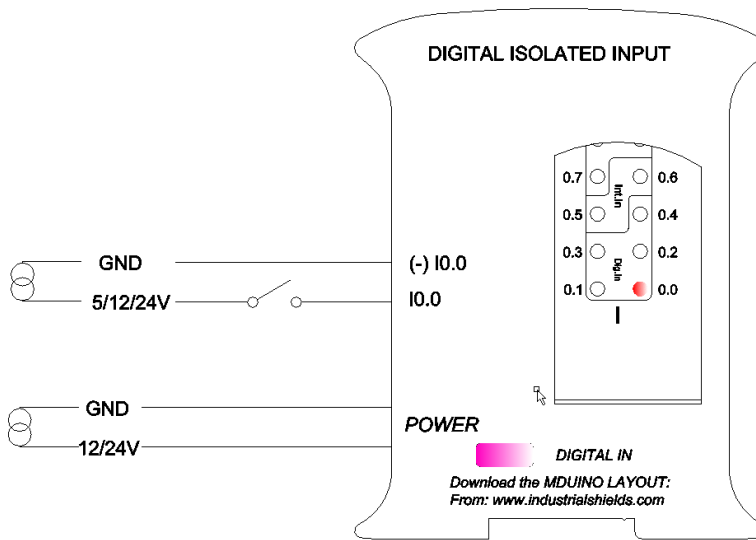 DIGITAL ISOLATED INPUT
0.7 Int.In 0.6
0.5 0.4
0.3 Dig.In 0.2
0.1 0.0
I
GND (-) I0.0
5/12/24V I0.0
GND
12/24V
POWER
DIGITAL IN
Download the MDUINO LAYOUT:
From: www.industrialshields.com